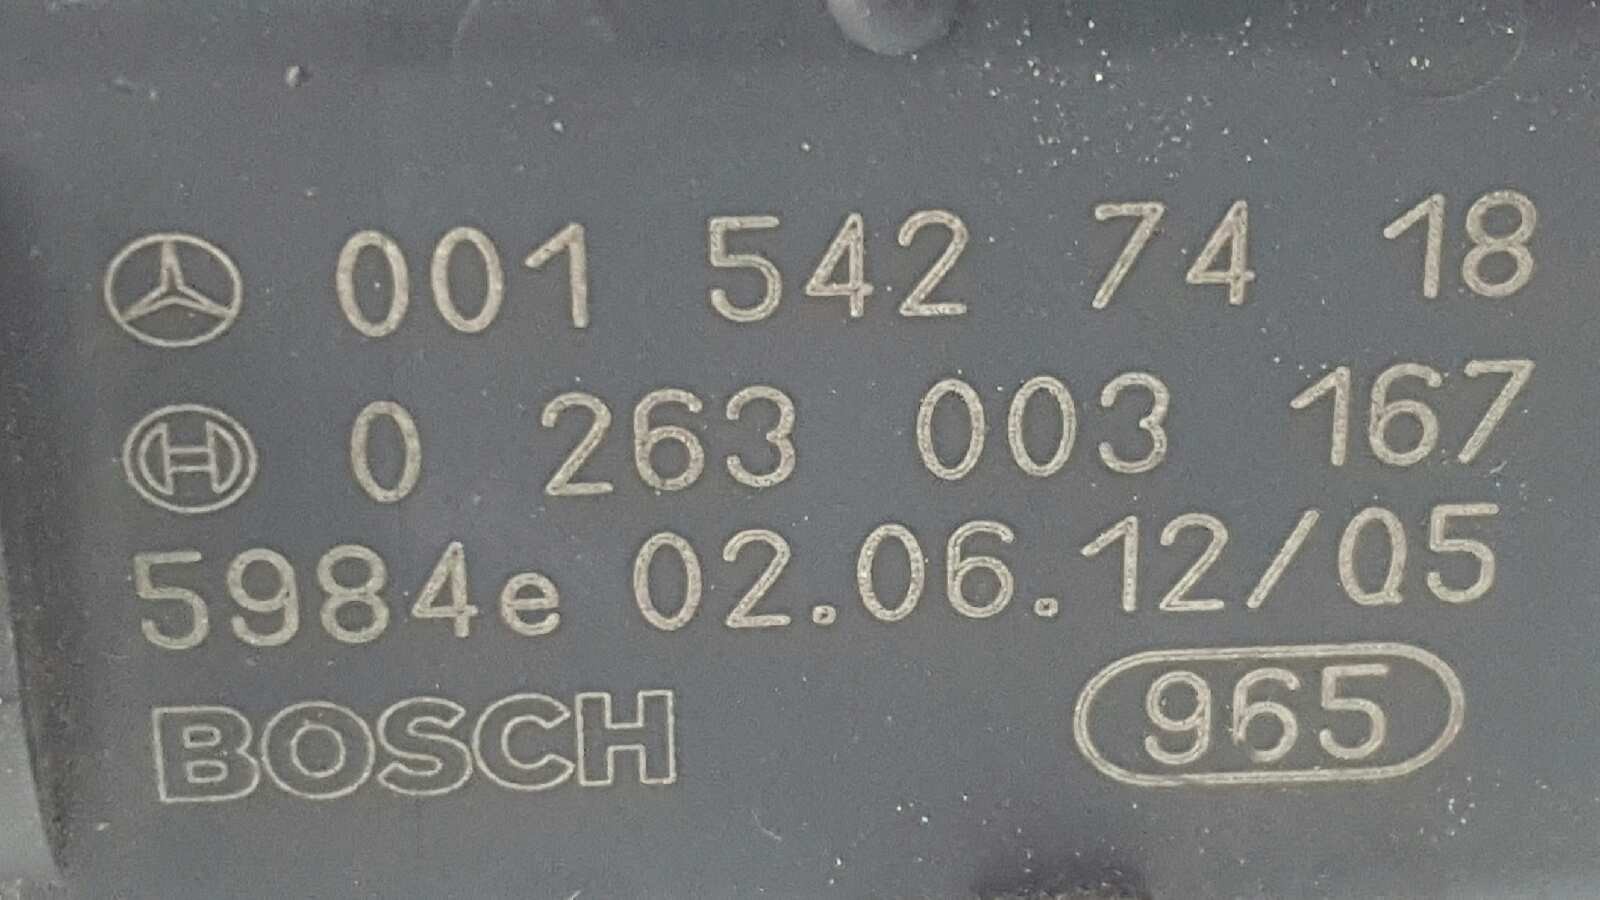 001 542 74 18
0 263 003 167
5984e 02.06.12/05
BOSCH 965